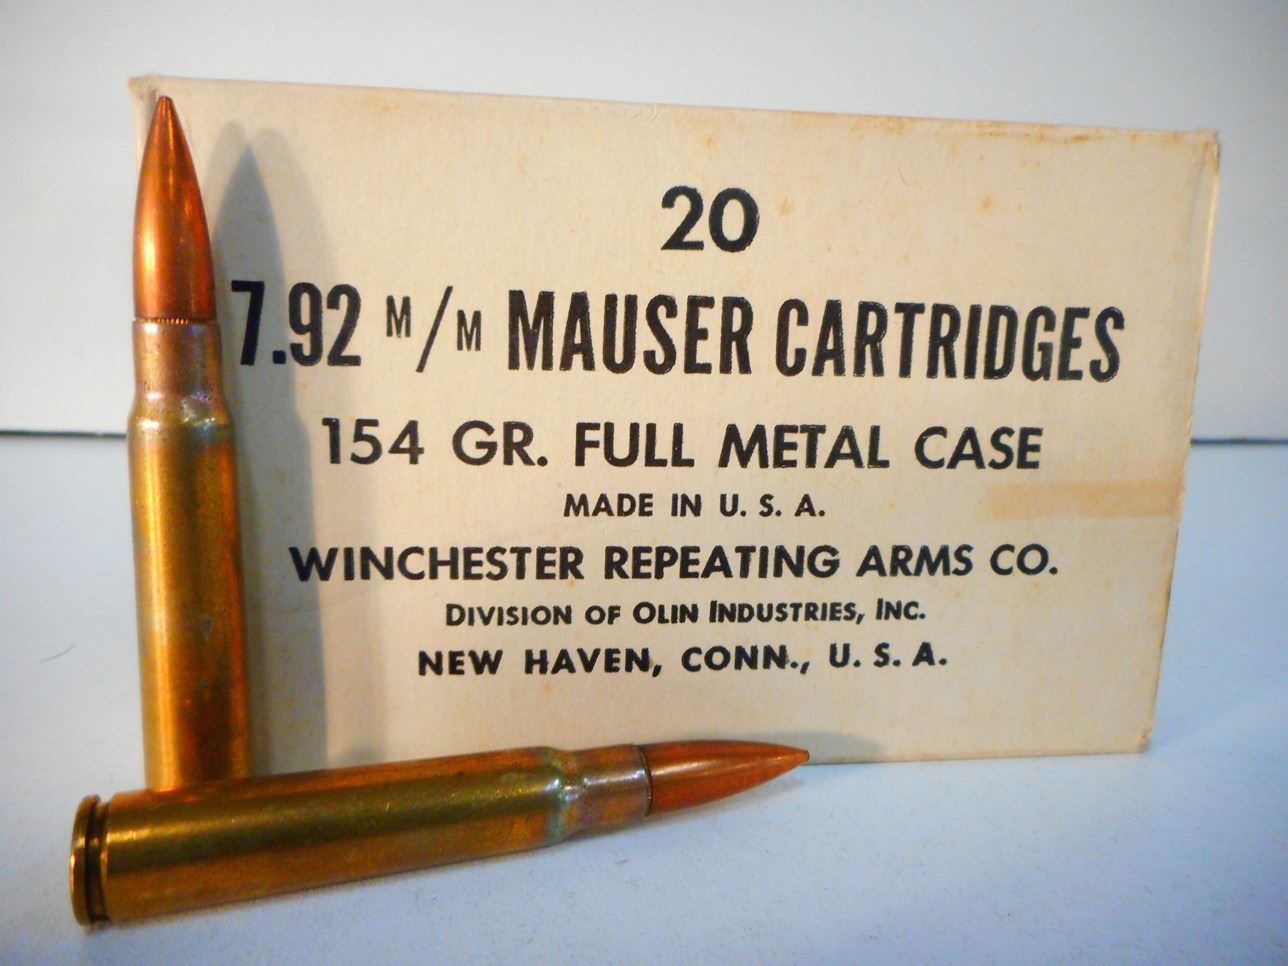 20
7.92 M/M MAUSER CARTRIDGES
154 GR. FULL METAL CASE
MADE IN U. S. A.
WINCHESTER REPEATING ARMS CO.
DIVISION OF OLIN INDUSTRIES, INC.
NEW HAVEN, CONN., U. S. A.